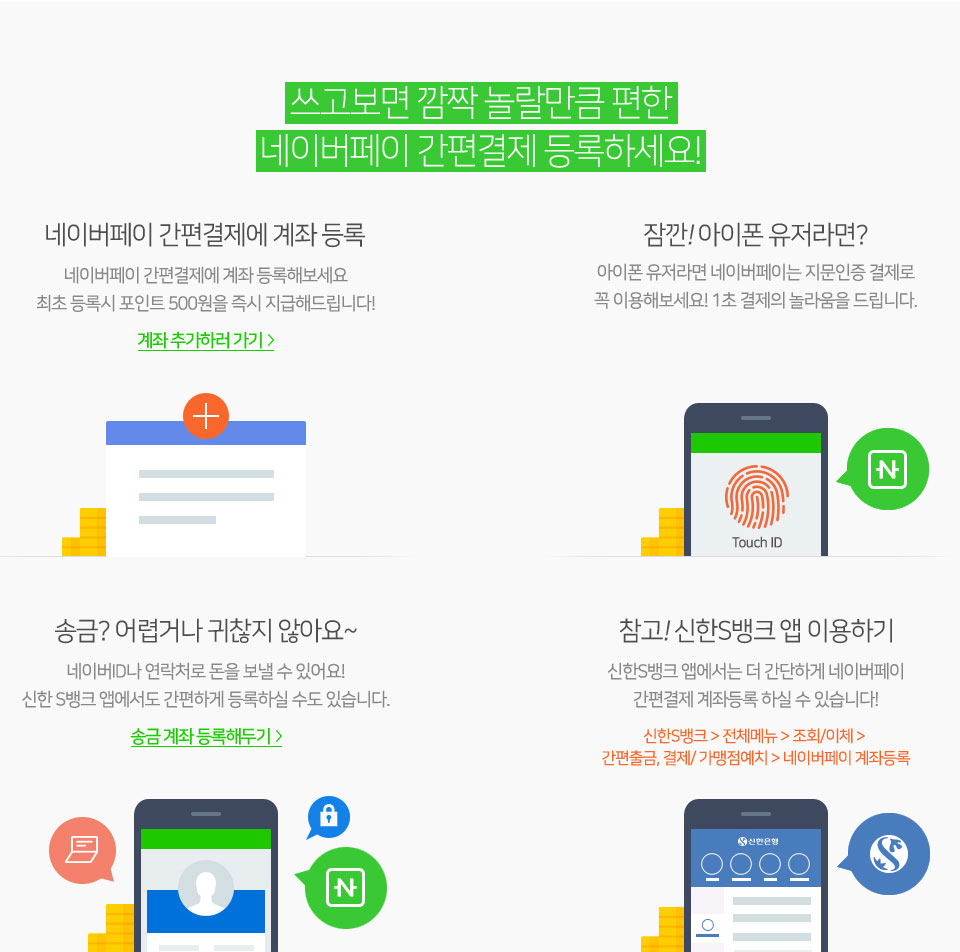 쓰고보면 깜짝 놀랄만큼 편한
네이버페이 간편결제 등록하세요!
네이버페이 간편결제에 계좌 등록
네이버페이 간편결제에 계좌 등록해보세요
최초 등록시 포인트 500원을 즉시 지급해드립니다!
계좌 추가하러 가기 >
잠깐! 아이폰 유저라면?
아이폰 유저라면 네이버페이는 지문인증 결제로
꼭 이용해보세요! 1초 결제의 놀라움을 드립니다.
N
Touch ID
송금? 어렵거나 귀찮지 않아요~
네이버ID나 연락처로 돈을 보낼 수 있어요!
신한 S뱅크 앱에서도 간편하게 등록하실 수도 있습니다.
송금 계좌 등록해두기 >
N
참고! 신한S뱅크 앱 이용하기
신한S뱅크 앱에서는 더 간단하게 네이버페이
간편결제 계좌등록 하실 수 있습니다!
신한S뱅크 > 전체메뉴 > 조회/이체 >
간편출금, 결제/ 가맹점예치 > 네이버페이 계좌등록
신한은행